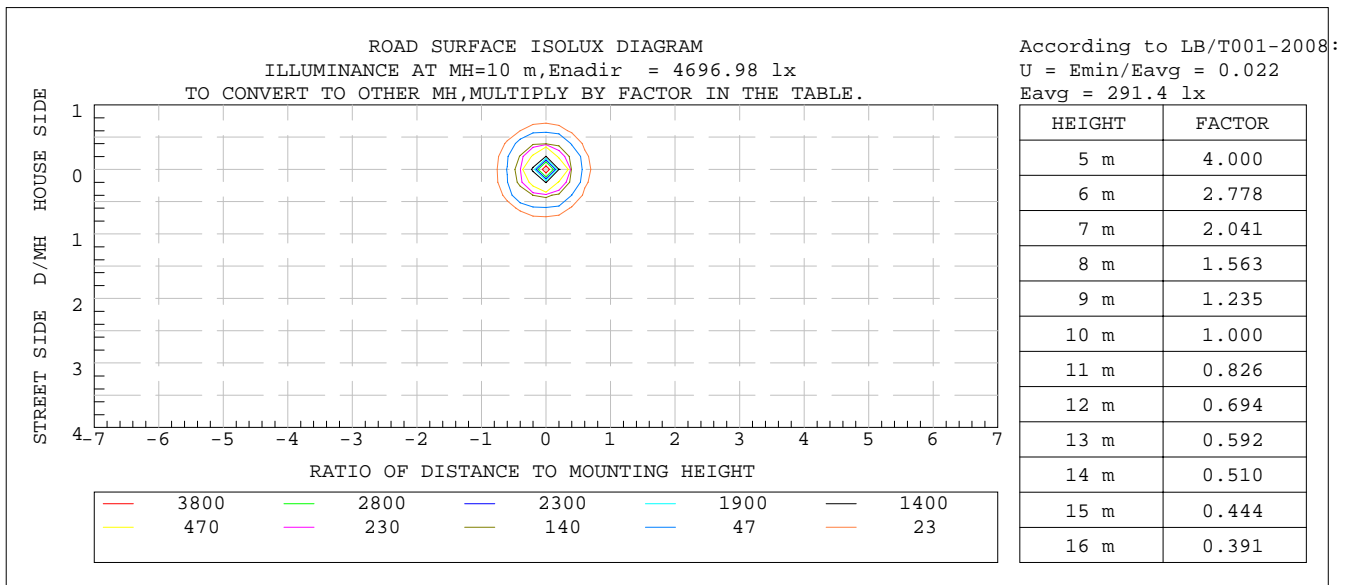 ROAD SURFACE ISOLUX DIAGRAM
ILLUMINANCE AT MH=10 m,Enadir = 4696.98 lx
TO CONVERT TO OTHER MH,MULTIPLY BY FACTOR IN THE TABLE.
STREET SIDE D/MH HOUSE SIDE
1
0
1
2
3
4
-7 -6 -5 -4 -3 -2 -1 0 1 2 3 4 5 6 7
RATIO OF DISTANCE TO MOUNTING HEIGHT
3800 2800 2300 1900 1400
470 230 140 47 23
According to LB/T001-2008:
U = Emin/Eavg = 0.022
Eavg = 291.4 lx
HEIGHT FACTOR
5 m 4.000
6 m 2.778
7 m 2.041
8 m 1.563
9 m 1.235
10 m 1.000
11 m 0.826
12 m 0.694
13 m 0.592
14 m 0.510
15 m 0.444
16 m 0.391